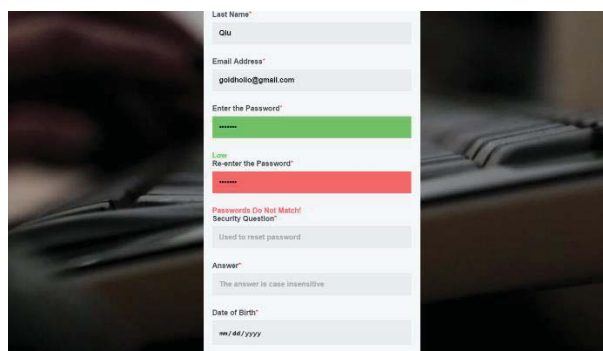 Last Name*
Qiu
Email Address*
goldholio@gmail.com
Enter the Password*
•••••••
Low
Re-enter the Password*
•••••••
Passwords Do Not Match!
Security Question*
Used to reset password
Answer*
The answer is case insensitive
Date of Birth*
mm/dd/yyyy